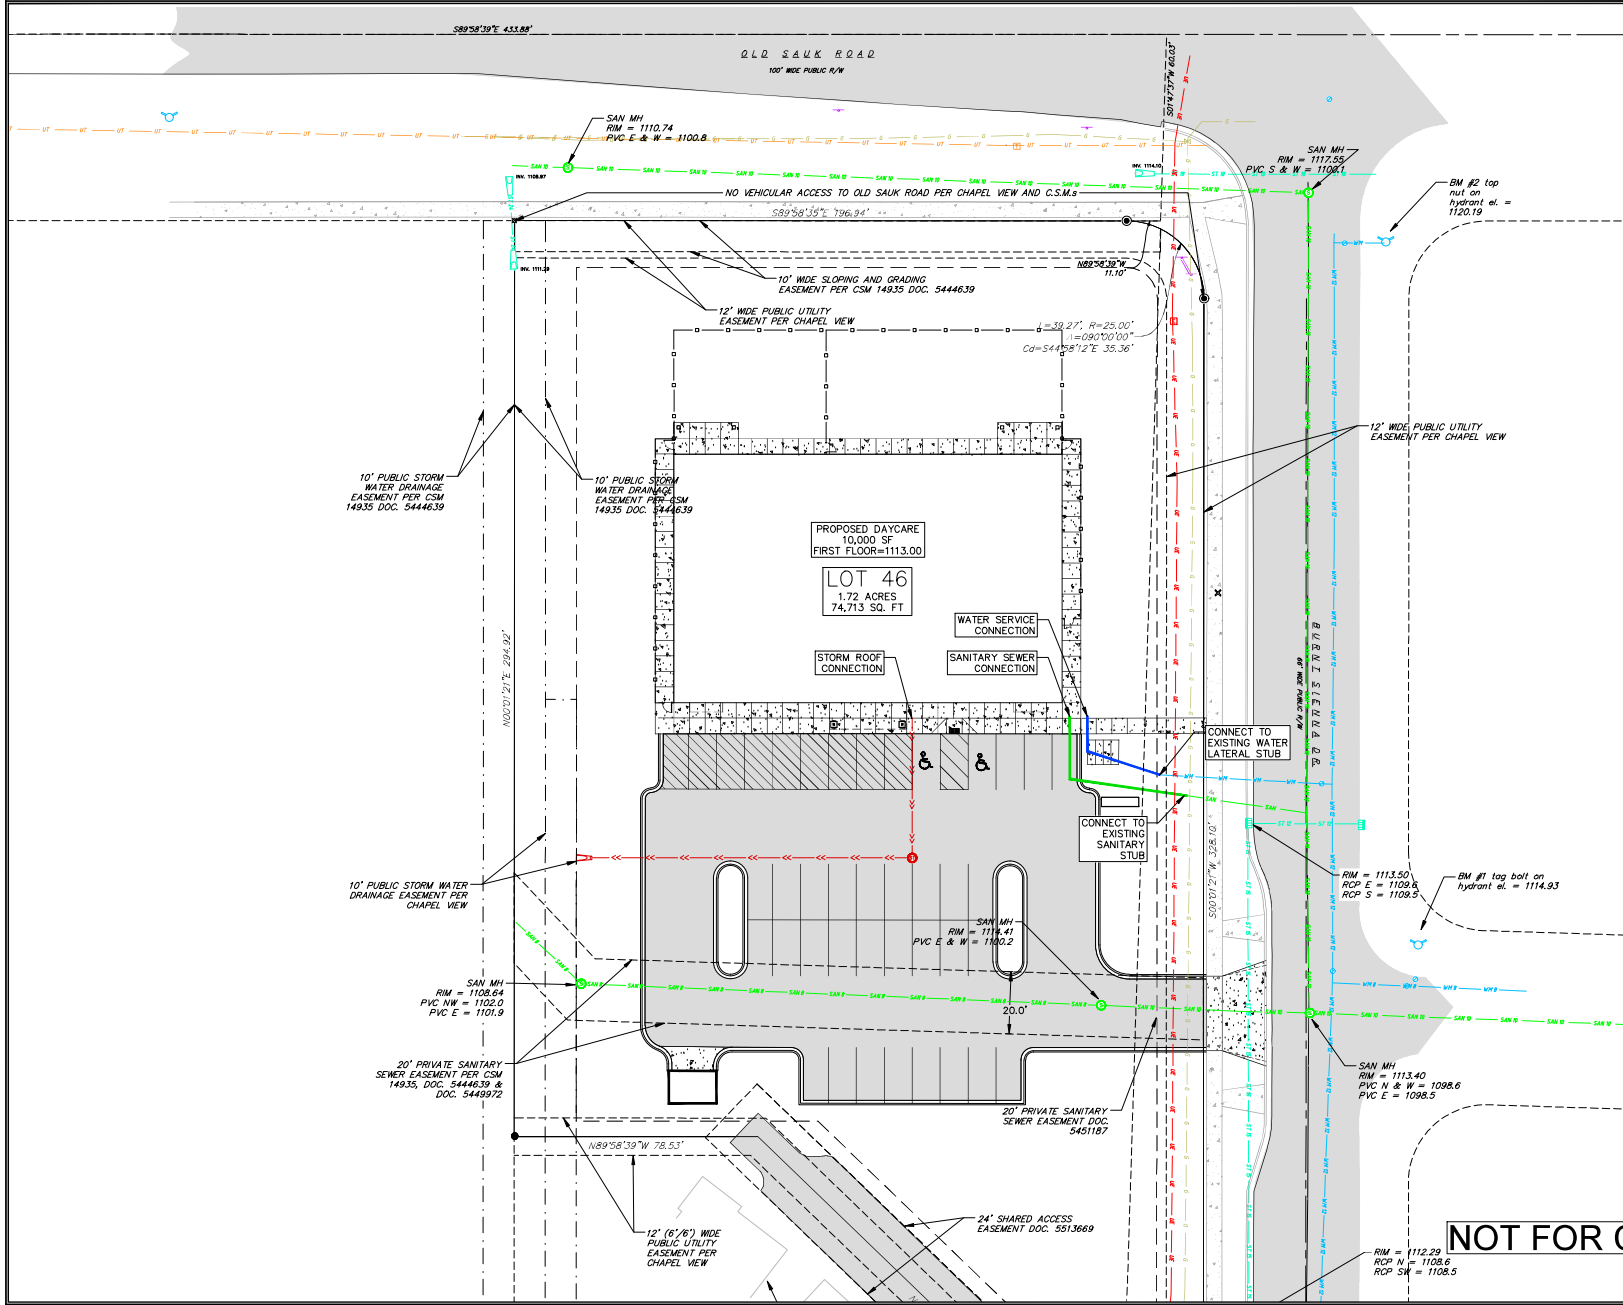 S89°58'39"E 433.88'
OLD SAUK ROAD
100' WIDE PUBLIC R/W
S01°47'37"W 60.03'
SAN MH
RIM = 1110.74
PVC E & W = 1100.8
SAN MH
RIM = 1117.55
PVC S & W = 1100.1
INV. 1114.10
INV. 1108.97
BM #2 top
nut on
hydrant el. =
1120.19
NO VEHICULAR ACCESS TO OLD SAUK ROAD PER CHAPEL VIEW AND C.S.M.s
S89°58'35"E 196.94'
INV. 1111.29
N89°58'39"W
11.10'
10' WIDE SLOPING AND GRADING
EASEMENT PER CSM 14935 DOC. 5444639
12' WIDE PUBLIC UTILITY
EASEMENT PER CHAPEL VIEW
L=39.27', R=25.00'
Δ=090°00'00"
Cd=S44°58'12"E 35.36'
12' WIDE PUBLIC UTILITY
EASEMENT PER CHAPEL VIEW
10' PUBLIC STORM
WATER DRAINAGE
EASEMENT PER CSM
14935 DOC. 5444639
10' PUBLIC STORM
WATER DRAINAGE
EASEMENT PER CSM
14935 DOC. 5444639
PROPOSED DAYCARE
10,000 SF
FIRST FLOOR=1113.00
LOT 46
1.72 ACRES
74,713 SQ. FT
WATER SERVICE
CONNECTION
STORM ROOF
CONNECTION
SANITARY SEWER
CONNECTION
N00°01'21"E 294.92'
BURNT SIENNA DR
66' WIDE PUBLIC R/W
CONNECT TO
EXISTING WATER
LATERAL STUB
CONNECT TO
EXISTING
SANITARY
STUB
S00°01'21"W 328.10'
10' PUBLIC STORM WATER
DRAINAGE EASEMENT PER
CHAPEL VIEW
RIM = 1113.50
RCP E = 1109.6
RCP S = 1109.5
BM #1 tag bolt on
hydrant el. = 1114.93
SAN MH
RIM = 1114.41
PVC E & W = 1100.2
SAN MH
RIM = 1108.64
PVC NW = 1102.0
PVC E = 1101.9
20.0'
20' PRIVATE SANITARY
SEWER EASEMENT PER CSM
14935, DOC. 5444639 &
DOC. 5449972
SAN MH
RIM = 1113.40
PVC N & W = 1098.6
PVC E = 1098.5
20' PRIVATE SANITARY
SEWER EASEMENT DOC.
5451187
N89°58'39"W 78.53'
24' SHARED ACCESS
EASEMENT DOC. 5513669
12' (6'/6') WIDE
PUBLIC UTILITY
EASEMENT PER
CHAPEL VIEW
NOT FOR
RIM = 1112.29
RCP N = 1108.6
RCP SW = 1108.5